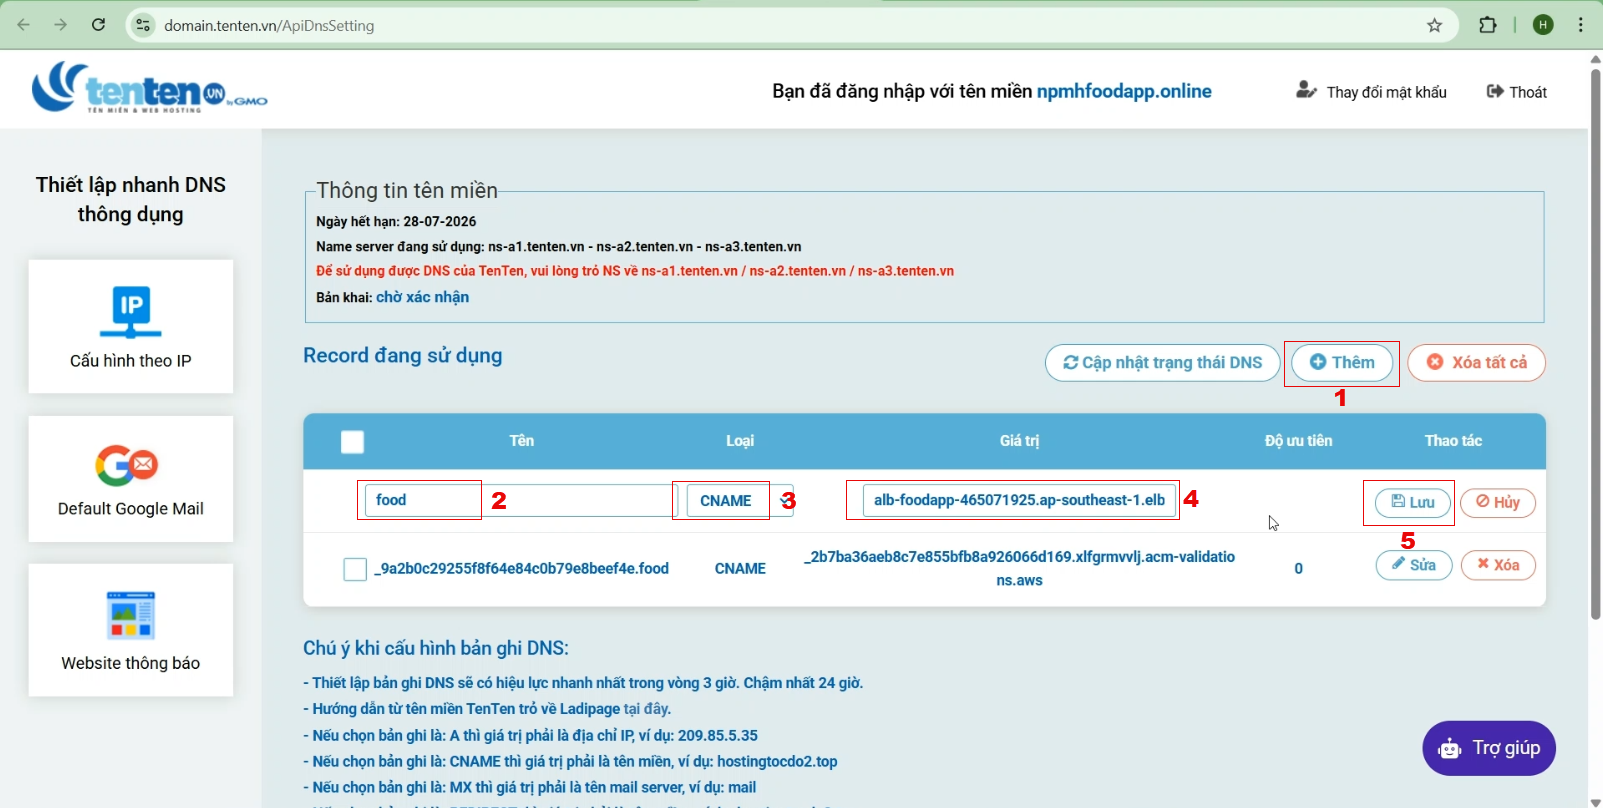 domain.tenten.vn/ApiDnsSetting
H
tenten.vn by GMO
TÊN MIỀN & WEB HOSTING
Bạn đã đăng nhập với tên miền npmhfoodapp.online
Thay đổi mật khẩu
Thoát
Thiết lập nhanh DNS
thông dụng
IP
Cấu hình theo IP
Default Google Mail
Website thông báo
Thông tin tên miền
Ngày hết hạn: 28-07-2026
Name server đang sử dụng: ns-a1.tenten.vn - ns-a2.tenten.vn - ns-a3.tenten.vn
Để sử dụng được DNS của TenTen, vui lòng trỏ NS về ns-a1.tenten.vn / ns-a2.tenten.vn / ns-a3.tenten.vn
Bản khai: chờ xác nhận
Record đang sử dụng
Cập nhật trạng thái DNS
Thêm
Xóa tất cả
1
Tên Loại Giá trị Độ ưu tiên Thao tác
food 2 CNAME 3 alb-foodapp-465071925.ap-southeast-1.elb 4 Lưu Hủy
5
_9a2b0c29255f8f64e84c0b79e8beef4e.food CNAME _2b7ba36aeb8c7e855bfb8a926066d169.xlfgrmvvlj.acm-validatio
ns.aws 0 Sửa Xóa
Chú ý khi cấu hình bản ghi DNS:
- Thiết lập bản ghi DNS sẽ có hiệu lực nhanh nhất trong vòng 3 giờ. Chậm nhất 24 giờ.
- Hướng dẫn từ tên miền TenTen trỏ về Ladipage tại đây.
- Nếu chọn bản ghi là: A thì giá trị phải là địa chỉ IP, ví dụ: 209.85.5.35
- Nếu chọn bản ghi là: CNAME thì giá trị phải là tên miền, ví dụ: hostingtocdo2.top
- Nếu chọn bản ghi là: MX thì giá trị phải là tên mail server, ví dụ: mail
Trợ giúp